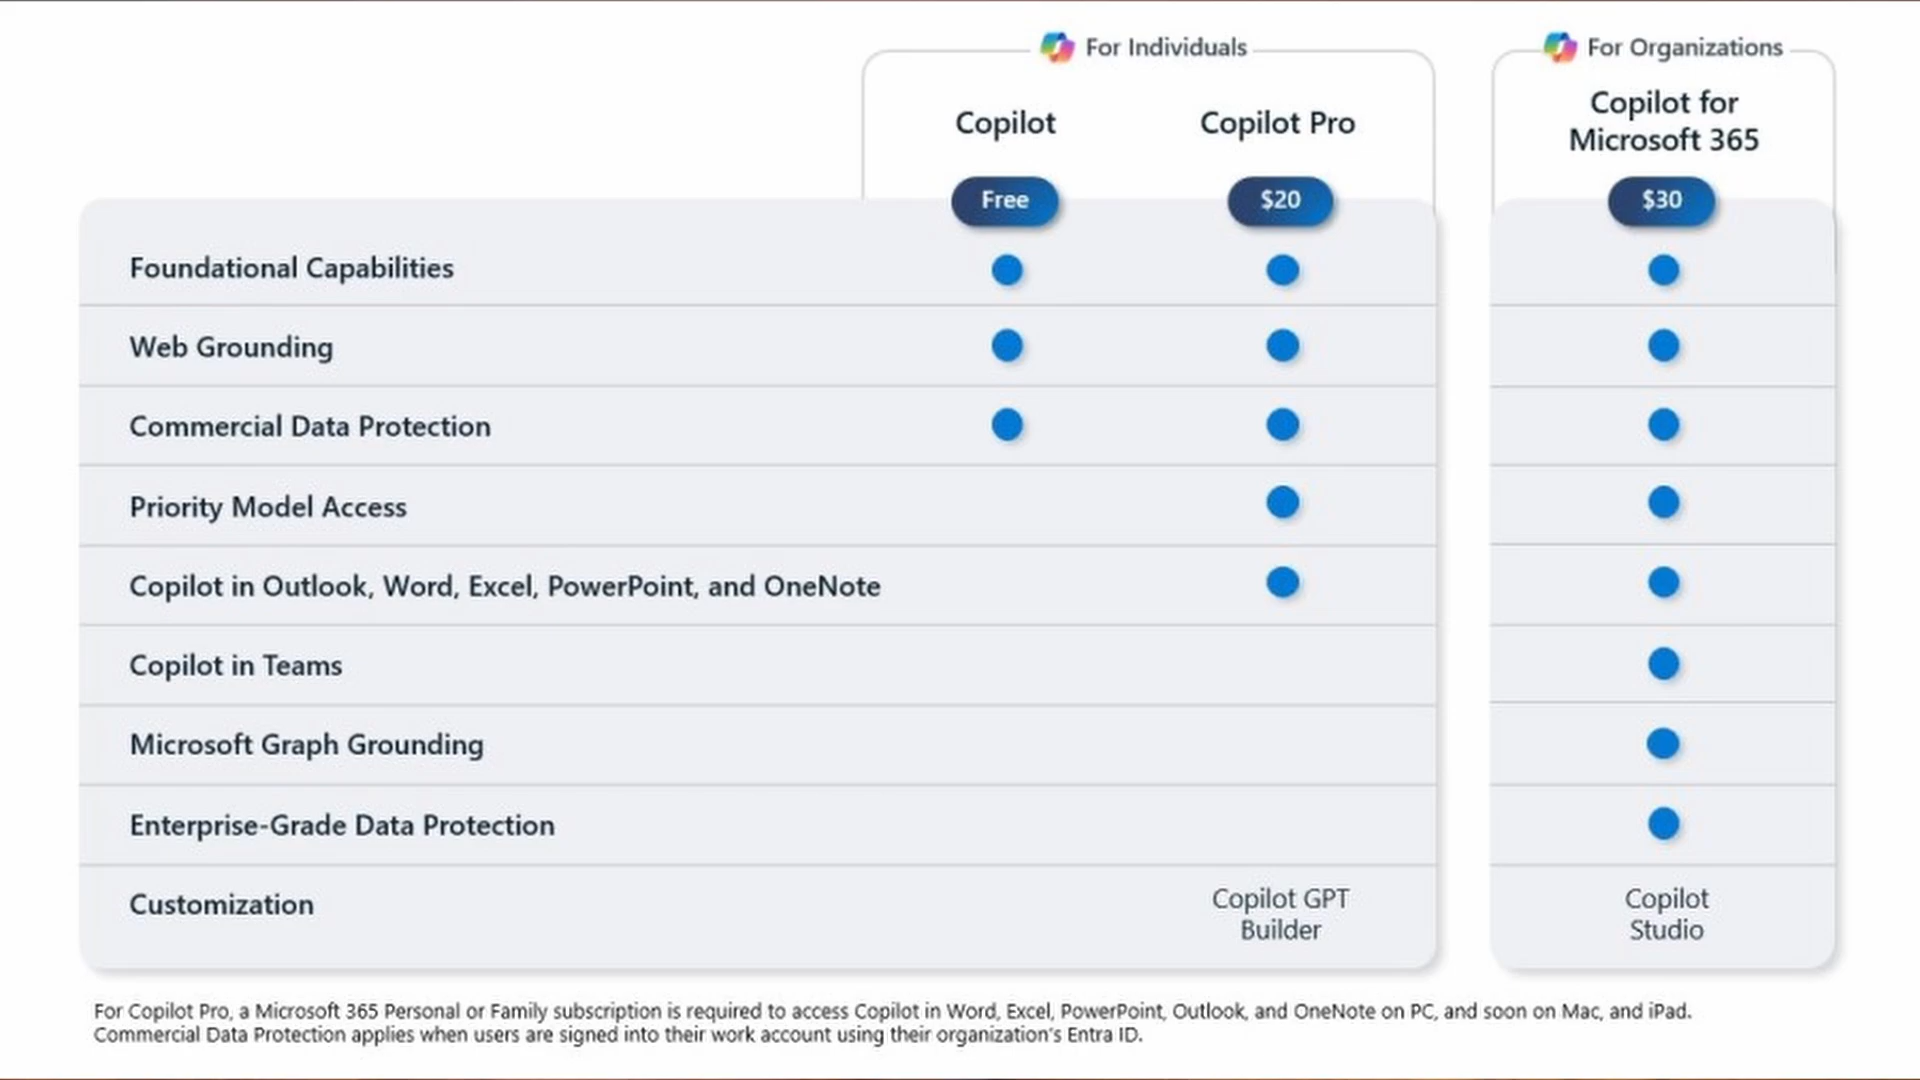 For Individuals
For Organizations
Copilot
Copilot Pro
Copilot for
Microsoft 365
Free
$20
$30
Foundational Capabilities
Web Grounding
Commercial Data Protection
Priority Model Access
Copilot in Outlook, Word, Excel, PowerPoint, and OneNote
Copilot in Teams
Microsoft Graph Grounding
Enterprise-Grade Data Protection
Customization
Copilot GPT
Builder
Copilot
Studio
For Copilot Pro, a Microsoft 365 Personal or Family subscription is required to access Copilot in Word, Excel, PowerPoint, Outlook, and OneNote on PC, and soon on Mac, and iPad.
Commercial Data Protection applies when users are signed into their work account using their organization's Entra ID.